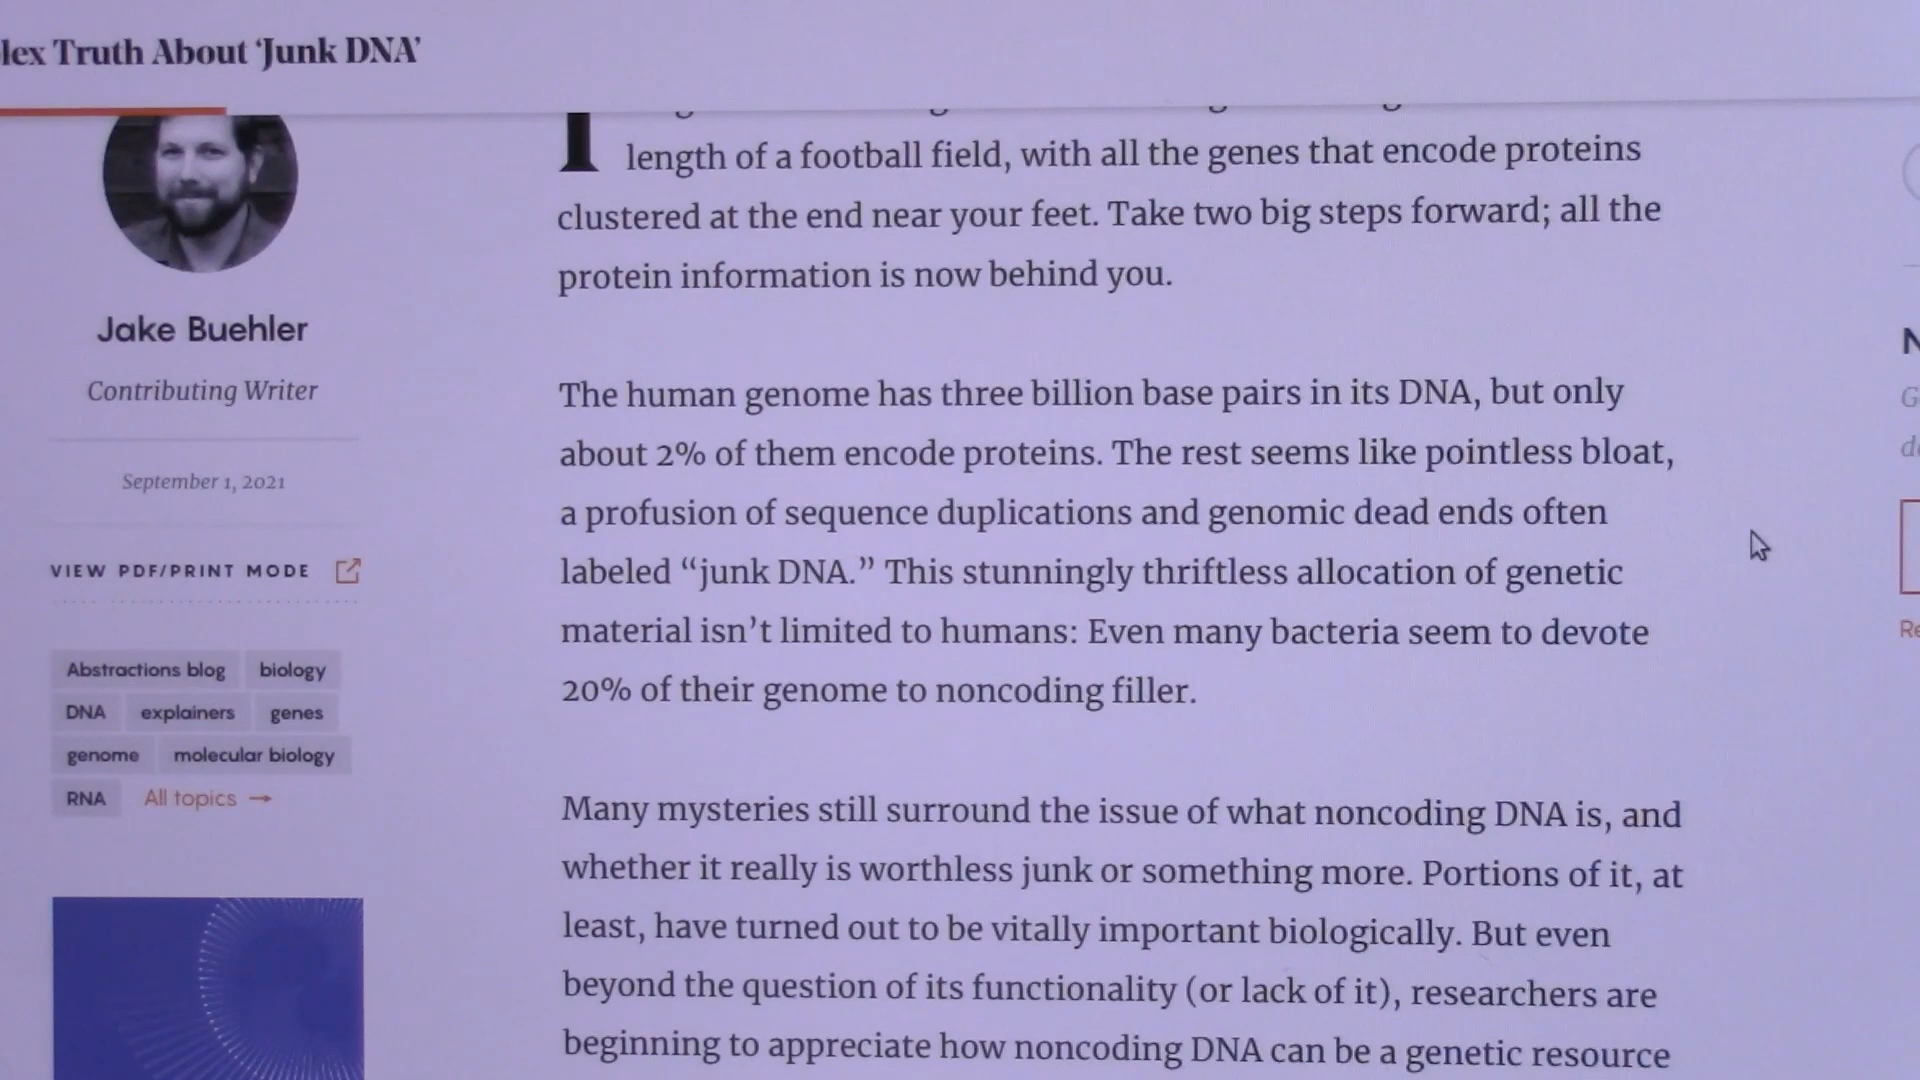 lex Truth About ‘Junk DNA’
Jake Buehler
Contributing Writer
September 1, 2021
VIEW PDF/PRINT MODE
Abstractions blog
biology
DNA
explainers
genes
genome
molecular biology
RNA
All topics →
length of a football field, with all the genes that encode proteins
clustered at the end near your feet. Take two big steps forward; all the
protein information is now behind you.
The human genome has three billion base pairs in its DNA, but only
about 2% of them encode proteins. The rest seems like pointless bloat,
a profusion of sequence duplications and genomic dead ends often
labeled “junk DNA.” This stunningly thriftless allocation of genetic
material isn’t limited to humans: Even many bacteria seem to devote
20% of their genome to noncoding filler.
Many mysteries still surround the issue of what noncoding DNA is, and
whether it really is worthless junk or something more. Portions of it, at
least, have turned out to be vitally important biologically. But even
beyond the question of its functionality (or lack of it), researchers are
beginning to appreciate how noncoding DNA can be a genetic resource
N
Re